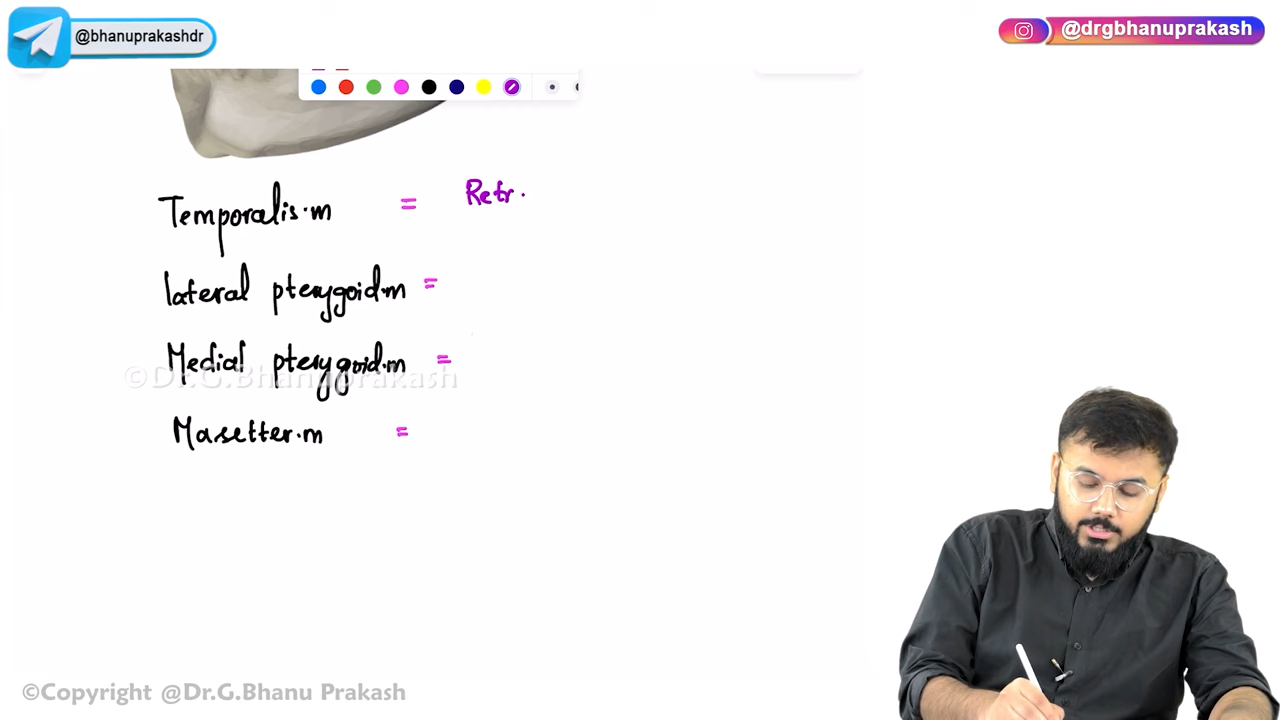 @bhanuprakashdr
@drgbhanuprakash
Temporalis.m = Retr.
lateral pterygoid.m =
Medial pterygoid.m =
©Dr.G.Bhanuprakash
Masetter.m =
©Copyright @Dr.G.Bhanu Prakash